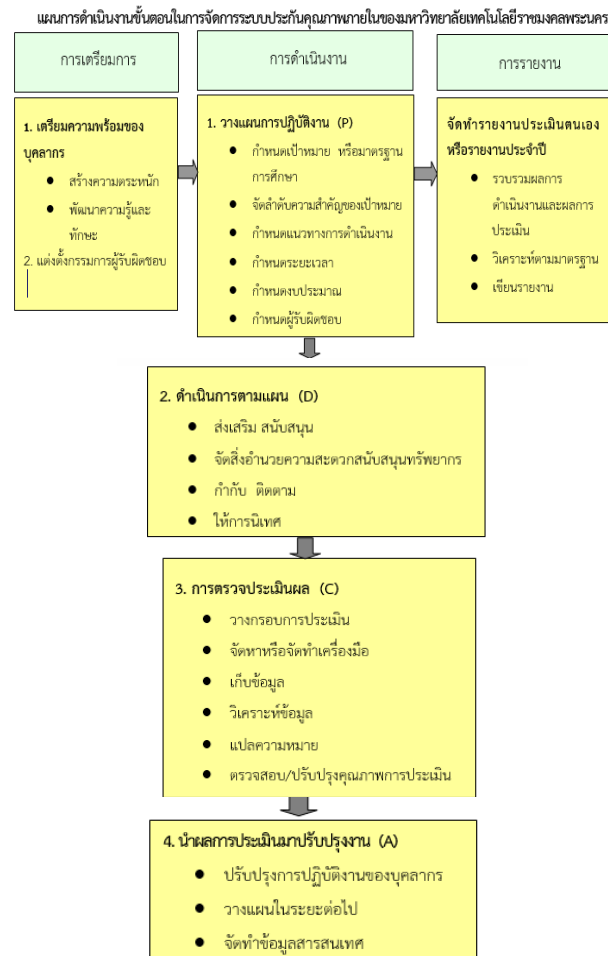 แผนการดำเนินงานขั้นตอนในการจัดการระบบประกันคุณภาพภายในของมหาวิทยาลัยเทคโนโลยีราชมงคลพระนคร
การเตรียมการ
การดำเนินงาน
การรายงาน
1. เตรียมความพร้อมของ
บุคลากร
● สร้างความตระหนัก
● พัฒนาความรู้และ
ทักษะ
2. แต่งตั้งกรรมการผู้รับผิดชอบ
1. วางแผนการปฏิบัติงาน (P)
● กำหนดเป้าหมาย หรือมาตรฐาน
การศึกษา
● จัดลำดับความสำคัญของเป้าหมาย
● กำหนดแนวทางการดำเนินงาน
● กำหนดระยะเวลา
● กำหนดงบประมาณ
● กำหนดผู้รับผิดชอบ
จัดทำรายงานประเมินตนเอง
หรือรายงานประจำปี
● รวบรวมผลการ
ดำเนินงานและผลการ
ประเมิน
● วิเคราะห์ตามมาตรฐาน
● เขียนรายงาน
2. ดำเนินการตามแผน (D)
● ส่งเสริม สนับสนุน
● จัดสิ่งอำนวยความสะดวกสนับสนุนทรัพยากร
● กำกับ ติดตาม
● ให้การนิเทศ
3. การตรวจประเมินผล (C)
● วางกรอบการประเมิน
● จัดหาหรือจัดทำเครื่องมือ
● เก็บข้อมูล
● วิเคราะห์ข้อมูล
● แปลความหมาย
● ตรวจสอบ/ปรับปรุงคุณภาพการประเมิน
4. นำผลการประเมินมาปรับปรุงงาน (A)
● ปรับปรุงการปฏิบัติงานของบุคลากร
● วางแผนในระยะต่อไป
● จัดทำข้อมูลสารสนเทศ